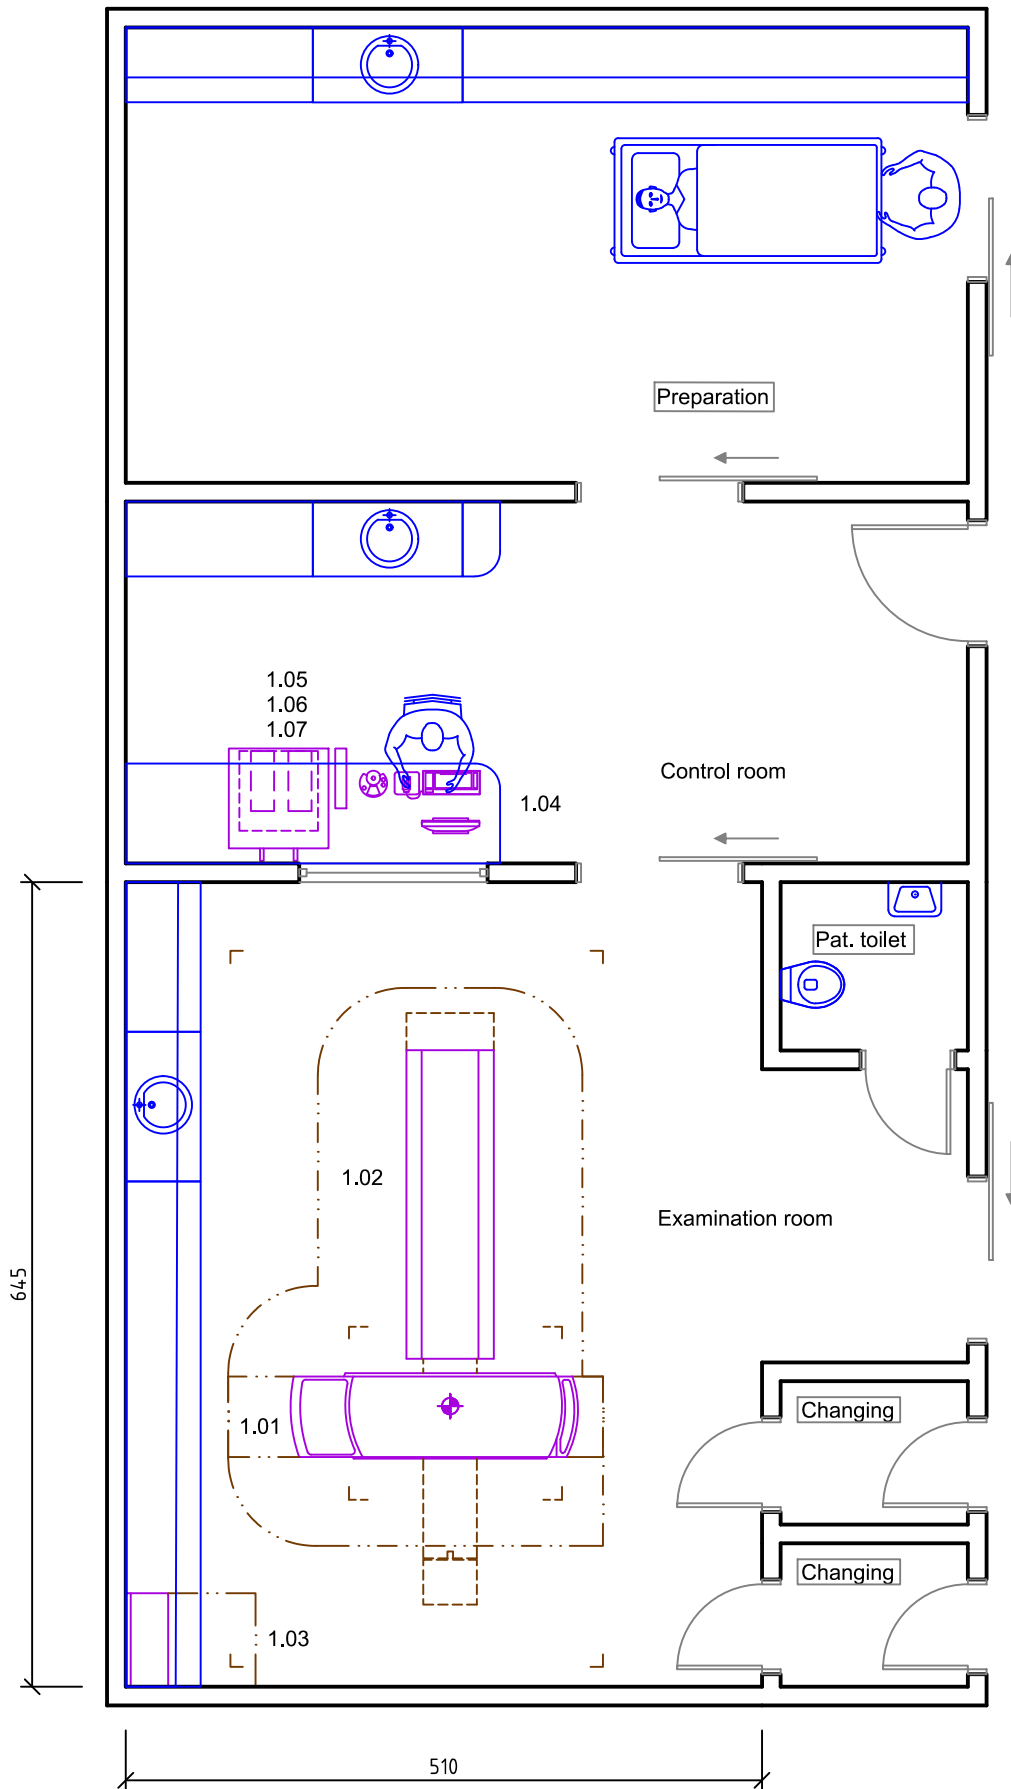 Preparation
1.05
1.06
1.07
Control room
1.04
Pat. toilet
1.02
Examination room
645
Changing
1.01
Changing
1.03
510